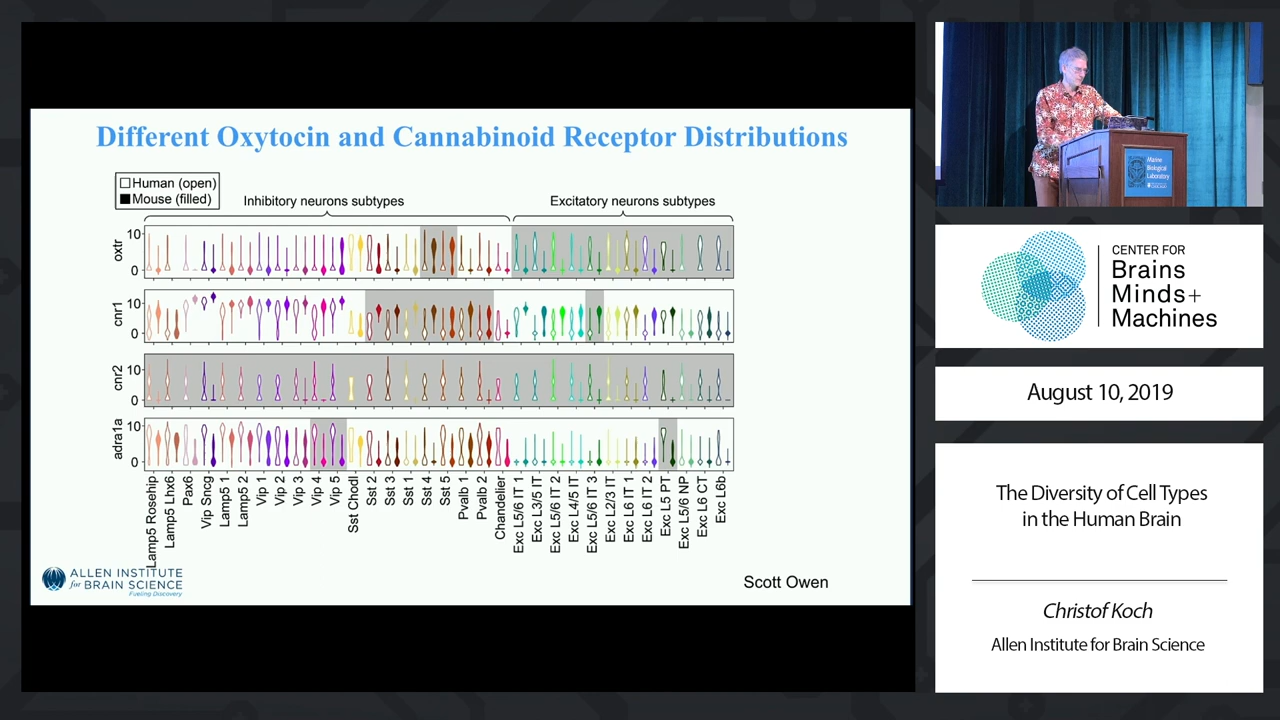 Different Oxytocin and Cannabinoid Receptor Distributions
Human (open)
Mouse (filled)
Inhibitory neurons subtypes
Excitatory neurons subtypes
oxtr
10
0
cnr1
10
0
cnr2
10
0
adra1a
10
0
Lamp5 Rosehip
Lamp5 Lhx6
Pax6
Vip Sncg
Lamp5 1
Lamp5 2
Vip 1
Vip 2
Vip 3
Vip 4
Vip 5
Sst Chodl
Sst 2
Sst 3
Sst 1
Sst 4
Sst 5
Pvalb 1
Pvalb 2
Chandelier
Exc L5/6 IT 1
Exc L3/5 IT
Exc L5/6 IT 2
Exc L4/5 IT
Exc L5/6 IT 3
Exc L2/3 IT
Exc L6 IT 1
Exc L6 IT 2
Exc L5 PT
Exc L5/6 NP
Exc L6 CT
Exc L6b
ALLEN INSTITUTE
for BRAIN SCIENCE
Fueling Discovery
Scott Owen
Marine
Biological
Laboratory
CENTER FOR
Brains
Minds+
Machines
August 10, 2019
The Diversity of Cell Types
in the Human Brain
Christof Koch
Allen Institute for Brain Science